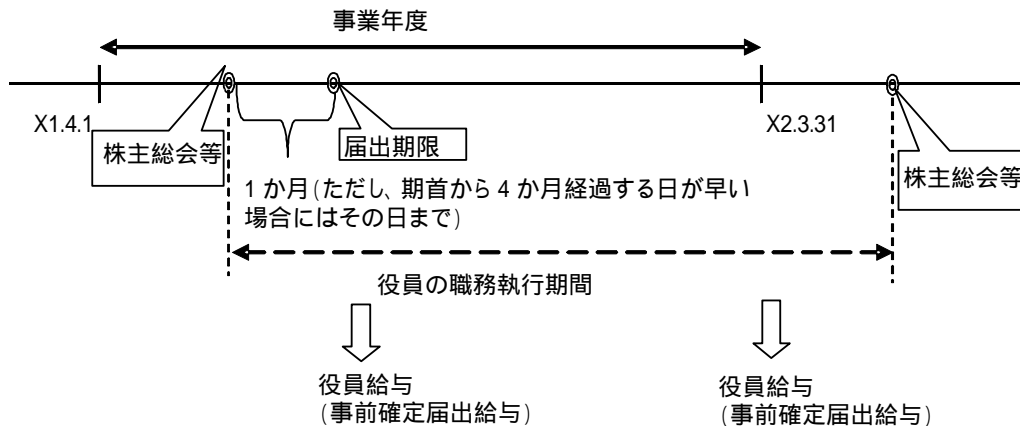 事業年度
X1.4.1
X2.3.31
株主総会等
届出期限
株主総会等
1 か月(ただし、期首から 4 か月経過する日が早い
場合にはその日まで)
役員の職務執行期間
役員給与
(事前確定届出給与)
役員給与
(事前確定届出給与)